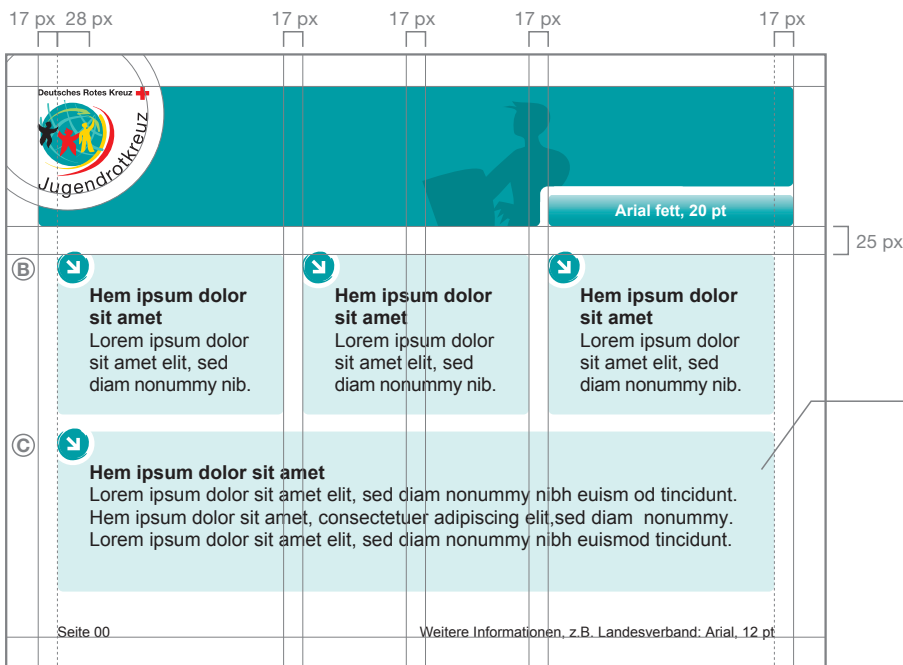 17 px 28 px 17 px 17 px 17 px 17 px
Deutsches Rotes Kreuz
Jugendrotkreuz
Arial fett, 20 pt
25 px
B
Hem ipsum dolor
sit amet
Lorem ipsum dolor
sit amet elit, sed
diam nonummy nib.
Hem ipsum dolor
sit amet
Lorem ipsum dolor
sit amet elit, sed
diam nonummy nib.
Hem ipsum dolor
sit amet
Lorem ipsum dolor
sit amet elit, sed
diam nonummy nib.
C
Hem ipsum dolor sit amet
Lorem ipsum dolor sit amet elit, sed diam nonummy nibh euism od tincidunt.
Hem ipsum dolor sit amet, consectetuer adipiscing elit,sed diam  nonummy.
Lorem ipsum dolor sit amet elit, sed diam nonummy nibh euismod tincidunt.
Seite 00
Weitere Informationen, z.B. Landesverband: Arial, 12 pt